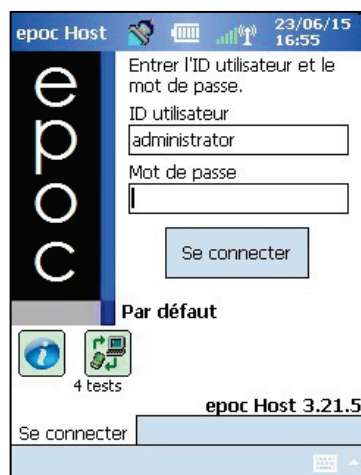 epoc Host
23/06/15
16:55
epoc
Entrer l'ID utilisateur et le
mot de passe.
ID utilisateur
administrator
Mot de passe
Se connecter
Par défaut
4 tests
epoc Host 3.21.5
Se connecter